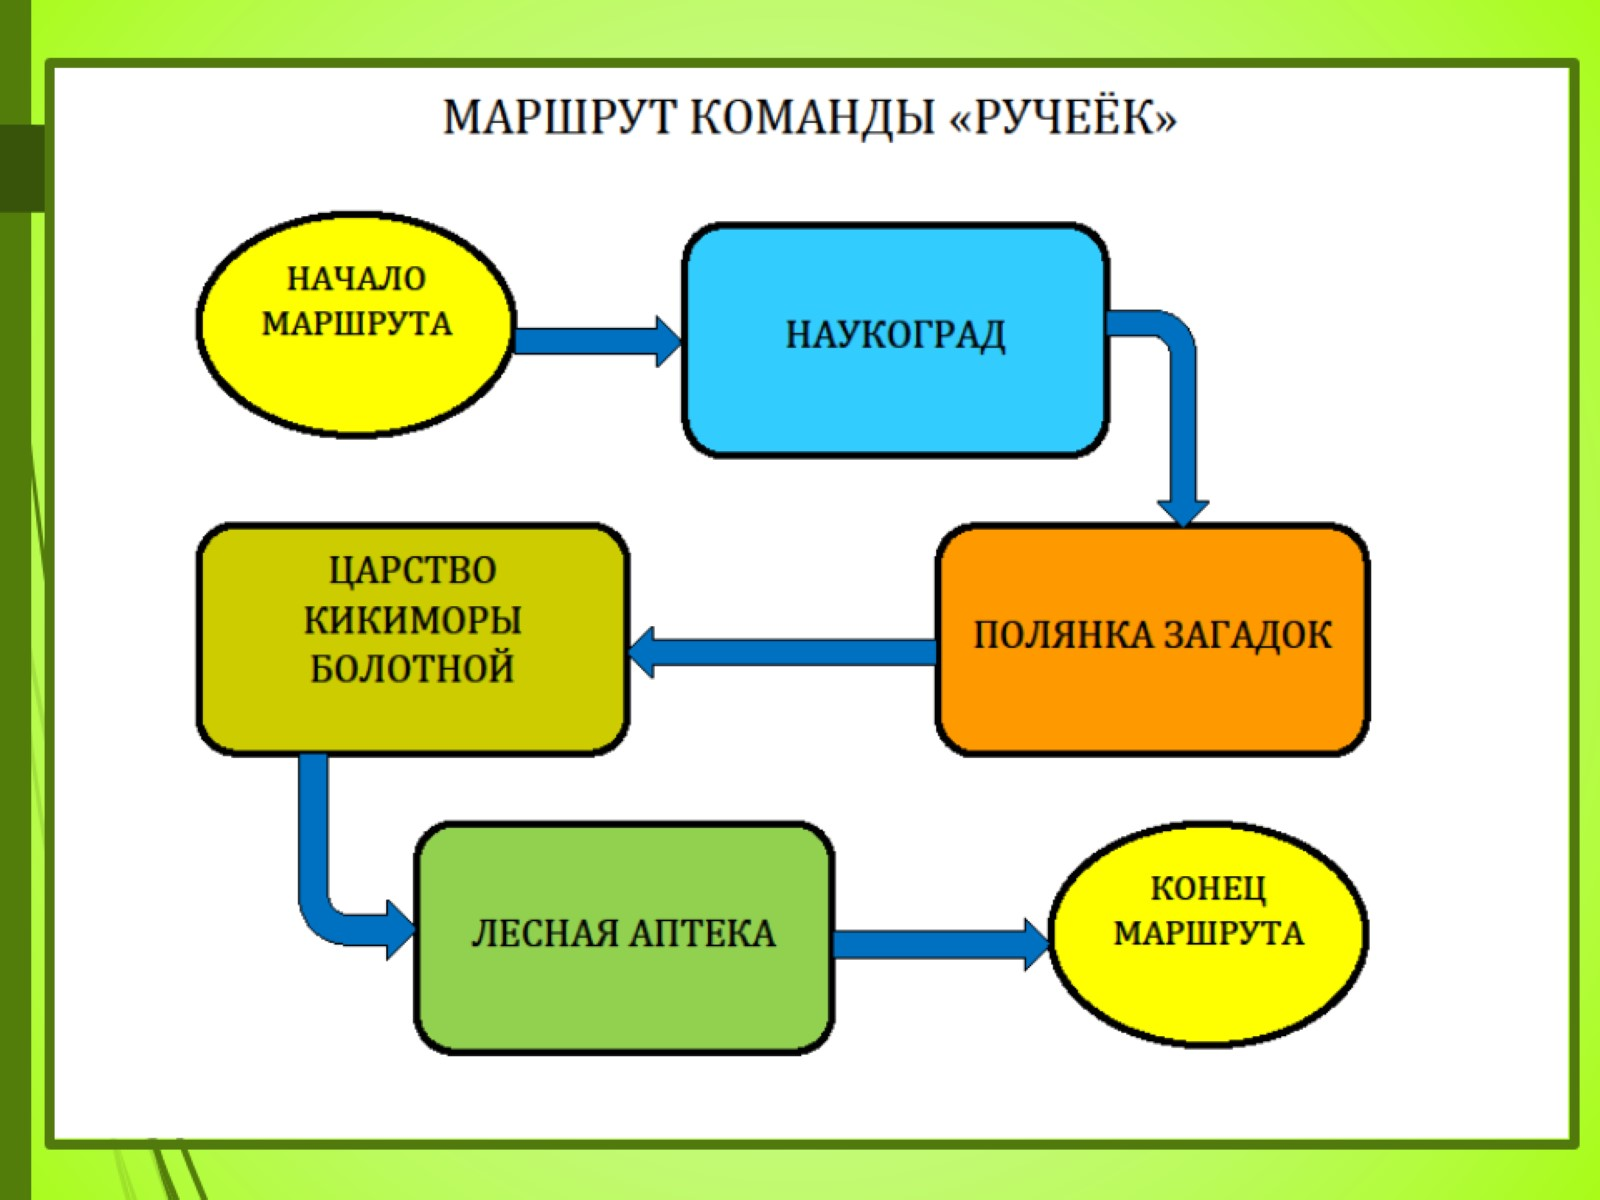 МАРШРУТ КОМАНДЫ «РУЧЕЁК»
НАЧАЛО
МАРШРУТА
НАУКОГРАД
ПОЛЯНКА ЗАГАДОК
ЦАРСТВО
КИКИМОРЫ
БОЛОТНОЙ
ЛЕСНАЯ АПТЕКА
КОНЕЦ
МАРШРУТА